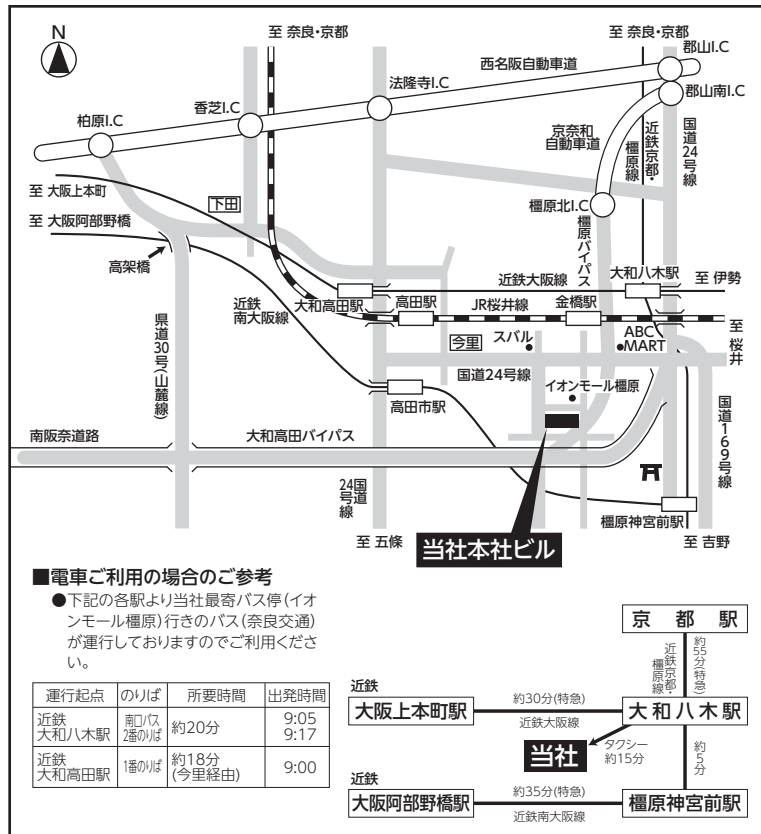 N
至 奈良・京都
至 奈良・京都
郡山I.C
西名阪自動車道
法隆寺I.C
郡山南I.C
香芝I.C
柏原I.C
京奈和
自動車道
近鉄京都・
橿原線
国道24号線
至 大阪上本町
下田
橿原北I.C
至 大阪阿部野橋
橿原バイパス
高架橋
近鉄大阪線
大和八木駅
至 伊勢
近鉄
南大阪線
大和高田駅
高田駅
JR桜井線
金橋駅
至 桜井
県道30号(山麓線)
今里
スバル
ABC
MART
国道24号線
イオンモール橿原
高田市駅
国道169号線
南阪奈道路
大和高田バイパス
国道
24号線
橿原神宮前駅
至 五條
当社本社ビル
至 吉野
■電車ご利用の場合のご参考
●下記の各駅より当社最寄バス停(イオ
ンモール橿原)行きのバス(奈良交通)
が運行しておりますのでご利用くださ
い。
運行起点 のりば 所要時間 出発時間
近鉄
大和八木駅
南口バス
2番のりば
約20分
9:05
9:17
近鉄
大和高田駅
1番のりば
約18分
(今里経由)
9:00
京都駅
近鉄京都・
橿原線
約55分(特急)
近鉄
大阪上本町駅
約30分(特急)
近鉄大阪線
大和八木駅
当社
タクシー
約15分
約5分
近鉄
大阪阿部野橋駅
約35分(特急)
近鉄南大阪線
橿原神宮前駅